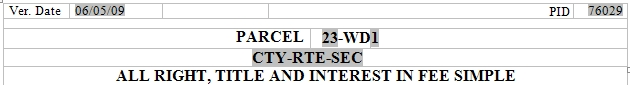 Ver. Date 06/05/09 PID 76029
PARCEL 23-WD1
CTY-RTE-SEC
ALL RIGHT, TITLE AND INTEREST IN FEE SIMPLE